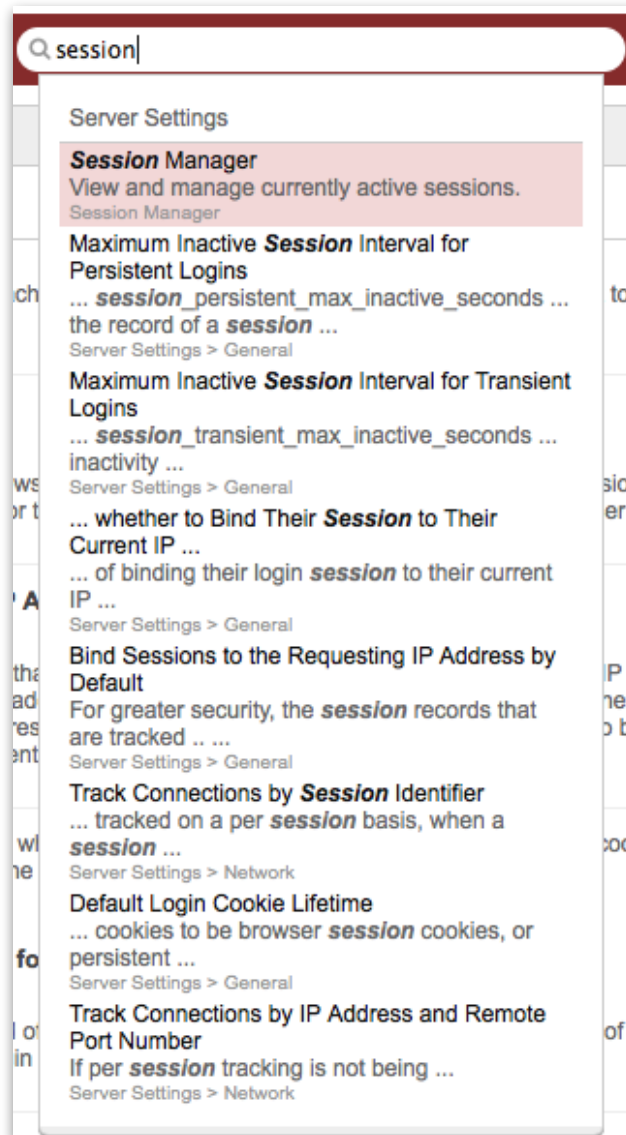 session
Server Settings
Session Manager
View and manage currently active sessions.
Session Manager
Maximum Inactive Session Interval for
Persistent Logins
... session_persistent_max_inactive_seconds ...
the record of a session ...
Server Settings > General
Maximum Inactive Session Interval for Transient
Logins
... session_transient_max_inactive_seconds ...
inactivity ...
Server Settings > General
... whether to Bind Their Session to Their
Current IP ...
... of binding their login session to their current
IP ...
Server Settings > General
Bind Sessions to the Requesting IP Address by
Default
For greater security, the session records that
are tracked .. ...
Server Settings > General
Track Connections by Session Identifier
... tracked on a per session basis, when a
session ...
Server Settings > Network
Default Login Cookie Lifetime
... cookies to be browser session cookies, or
persistent ...
Server Settings > General
Track Connections by IP Address and Remote
Port Number
If per session tracking is not being ...
Server Settings > Network